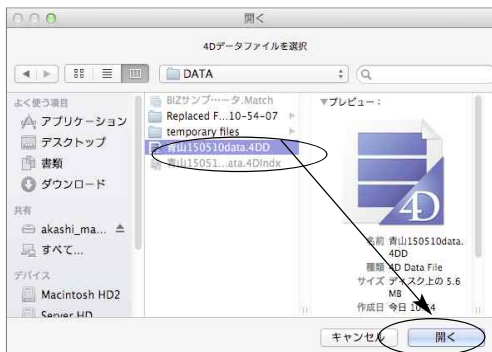 開く
4Dデータファイルを選択
DATA
よく使う項目
アプリケーション
デスクトップ
書類
ダウンロード
共有
akashi_ma...
すべて...
デバイス
Macintosh HD2
Server HD
BIZサンプ…ータ.Match
Replaced F...10-54-07
temporary files
青山150510data.4DD
青山15051...ata.4DIndx
▼プレビュー：
4D
名前 青山150510data.4DD
種類 4D Data File
サイズ ディスク上の 5.6 MB
作成日 今日 10:54
キャンセル
開く